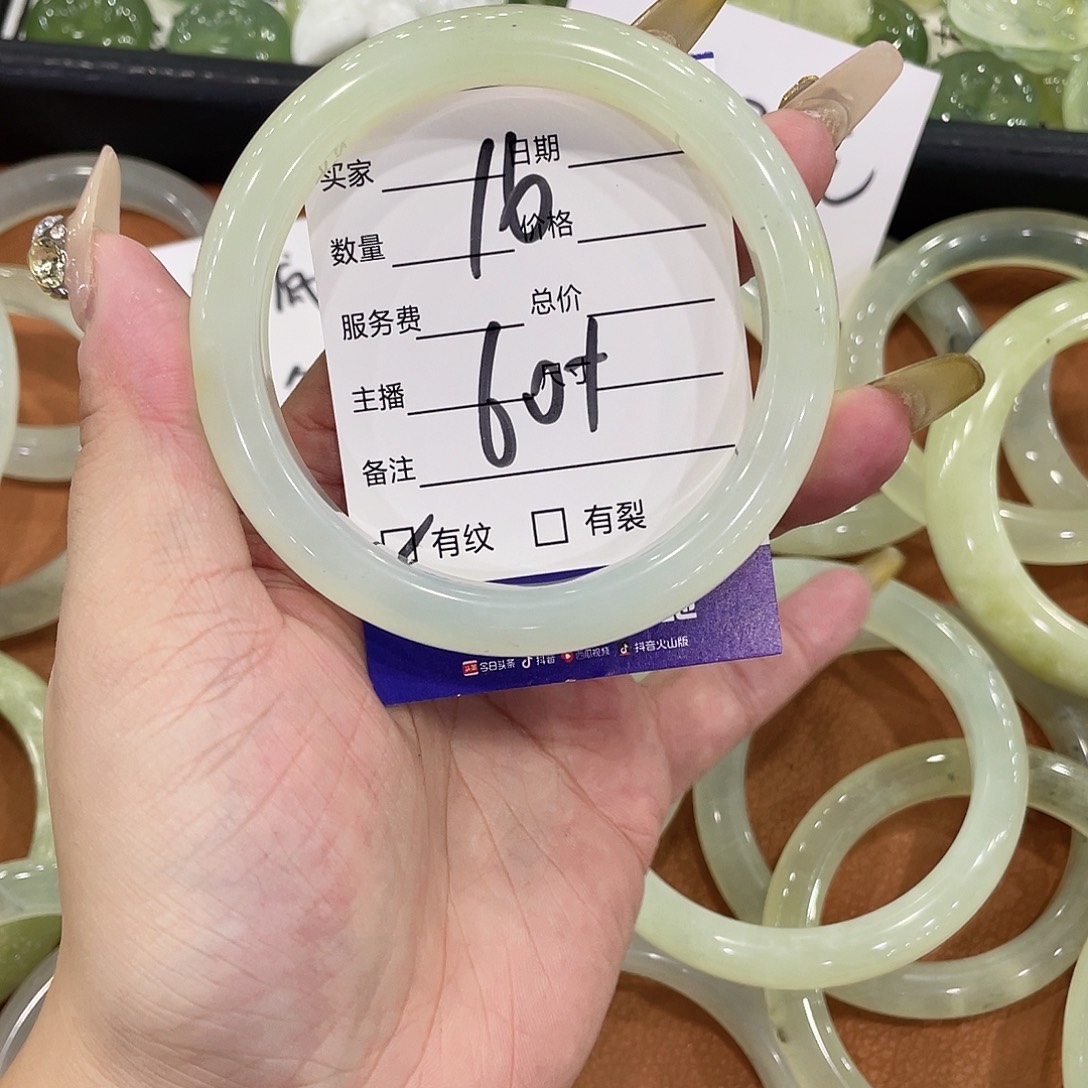 买家 日期
16
数量 价格
服务费 总价
主播 尺寸
60+
备注
有纹 有裂
今日头条 抖音 西瓜视频 抖音火山版
底